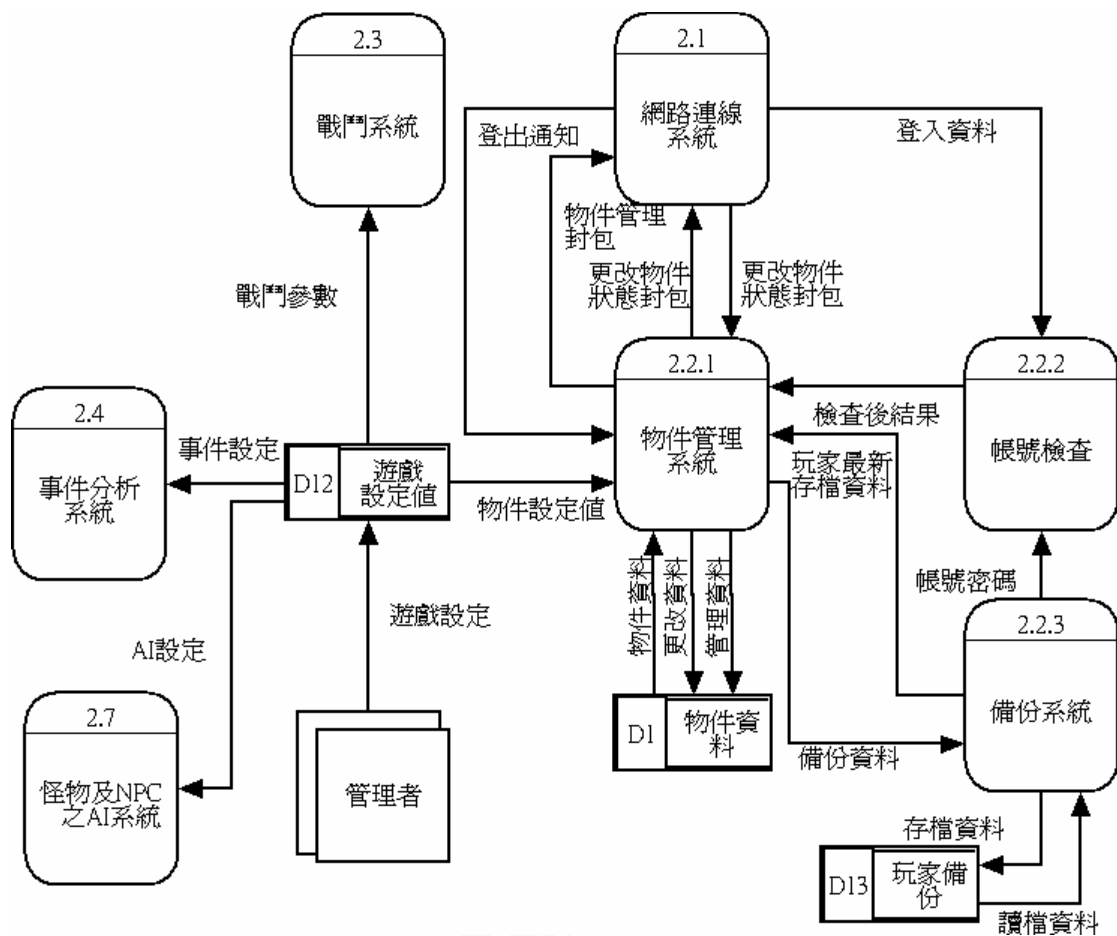 2.3
戰鬥系統
2.1
網路連線
系統
登出通知
登入資料
物件管理
封包
更改物件
狀態封包
更改物件
狀態封包
戰鬥參數
2.2.1
物件管理
系統
2.2.2
帳號檢查
檢查後結果
玩家最新
存檔資料
2.4
事件分析
系統
事件設定
D12
遊戲
設定值
物件設定值
帳號密碼
物件資料
更改資料
管理資料
遊戲設定
AI設定
2.2.3
備份系統
2.7
怪物及NPC
之AI系統
管理者
D1
物件資
料
備份資料
存檔資料
D13
玩家備
份
讀檔資料